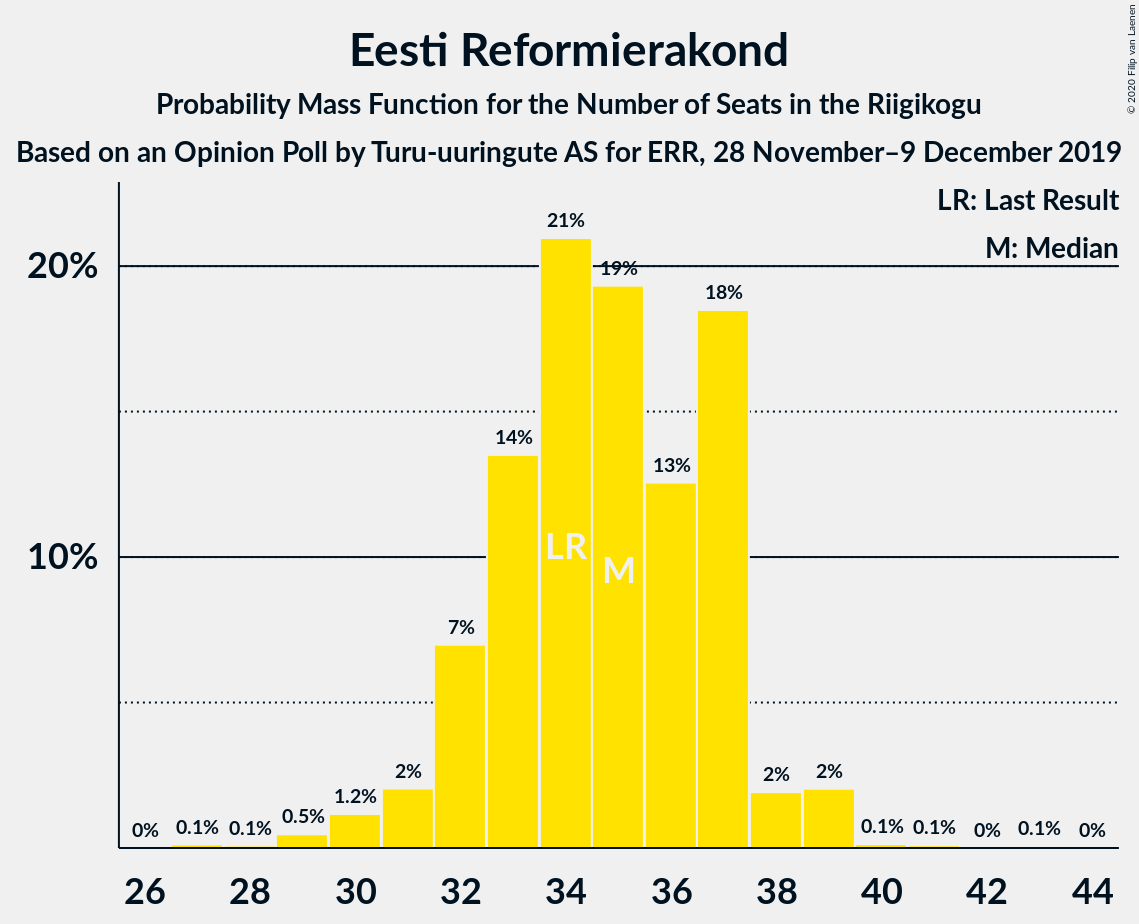 Eesti Reformierakond
Probability Mass Function for the Number of Seats in the Riigikogu
Based on an Opinion Poll by Turu-uuringute AS for ERR, 28 November–9 December 2019
© 2020 Filip van Laenen
LR: Last Result
M: Median
20%
10%
0%
0.1%
0.1%
0.5%
1.2%
2%
7%
14%
21%
19%
13%
18%
2%
2%
0.1%
0.1%
0%
0.1%
0%
LR
M
26 28 30 32 34 36 38 40 42 44